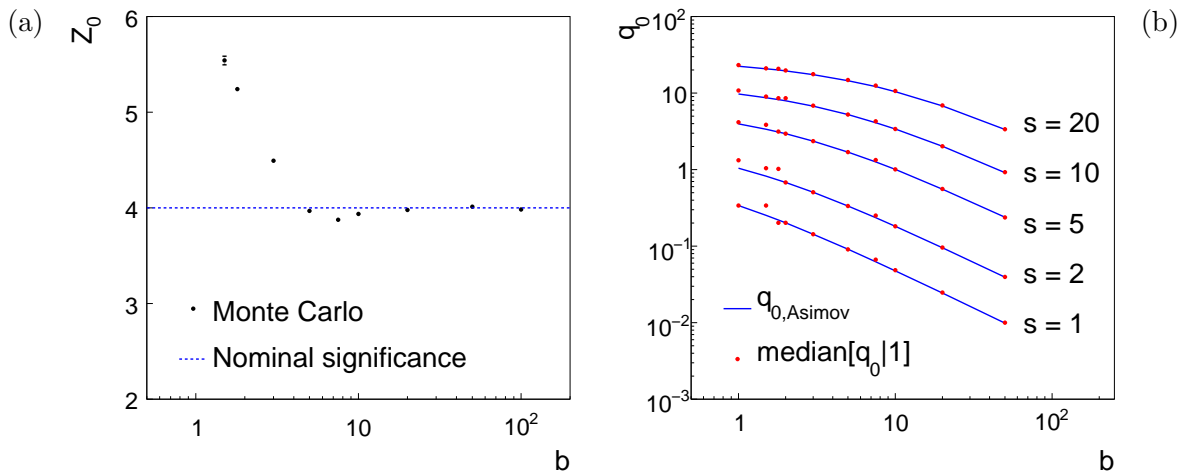 (a)
Z₀
6
5
4
3
2
1
10
10²
b
Monte Carlo
Nominal significance
(b)
q₀
10²
10
1
10⁻¹
10⁻²
10⁻³
1
10
10²
b
s = 20
s = 10
s = 5
s = 2
s = 1
q₀,Asimov
median[q₀|1]